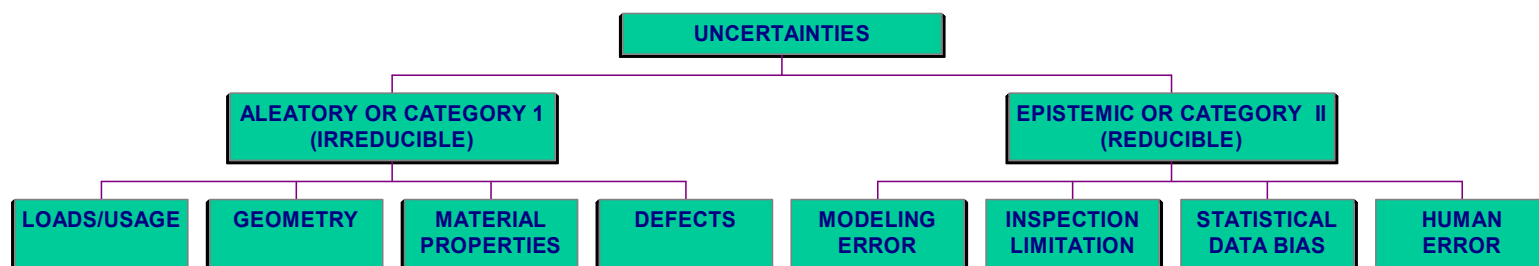 UNCERTAINTIES
ALEATORY OR CATEGORY 1
(IRREDUCIBLE)
EPISTEMIC OR CATEGORY II
(REDUCIBLE)
LOADS/USAGE
GEOMETRY
MATERIAL
PROPERTIES
DEFECTS
MODELING
ERROR
INSPECTION
LIMITATION
STATISTICAL
DATA BIAS
HUMAN
ERROR